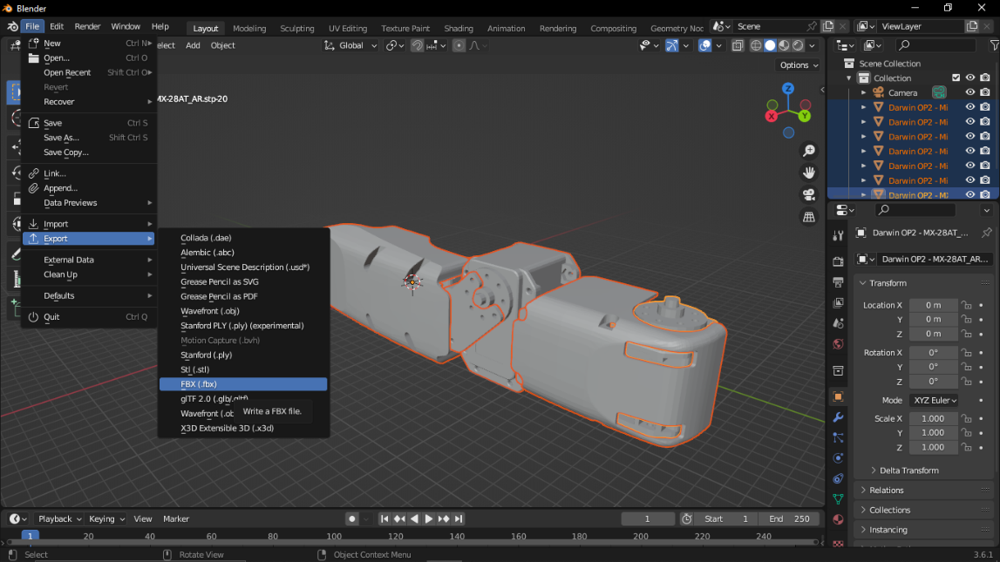 Blender
File Edit Render Window Help Layout Modeling Sculpting UV Editing Texture Paint Shading Animation Rendering Compositing Geometry Noc Scene ViewLayer
elect Add Object Global
Options
New Ctrl N
Open... Ctrl O
Open Recent Shift Ctrl O
Revert
Recover
Save Ctrl S
Save As... Shift Ctrl S
Save Copy...
Link...
Append...
Data Previews
Import
Export
External Data
Clean Up
Defaults
Quit Ctrl Q
MX-28AT_AR.stp-20
Z
X
Y
Collada (.dae)
Alembic (.abc)
Universal Scene Description (.usd*)
Grease Pencil as SVG
Grease Pencil as PDF
Wavefront (.obj)
Stanford PLY (.ply) (experimental)
Motion Capture (.bvh)
Stanford (.ply)
Stl (.stl)
FBX (.fbx)
glTF 2.0 (.glb/.gltf)
Wavefront (.ob
X3D Extensible 3D (.x3d)
Write a FBX file.
Scene Collection
Collection
Camera
Darwin OP2 - Mi
Darwin OP2 - Mi
Darwin OP2 - Mi
Darwin OP2 - Mi
Darwin OP2 - Mi
Darwin OP2 - Mi
Darwin OP2 - M
Darwin OP2 - MX-28AT_...
Darwin OP2 - MX-28AT_AR...
Transform
Location X 0 m
Y 0 m
Z 0 m
Rotation X 0°
Y 0°
Z 0°
Mode XYZ Euler
Scale X 1.000
Y 1.000
Z 1.000
Delta Transform
Relations
Collections
Instancing
Playback Keying View Marker 1 Start 1 End 250
1 20 40 60 80 100 120 140 160 180 200 220 240
Select Rotate View Object Context Menu 3.6.1